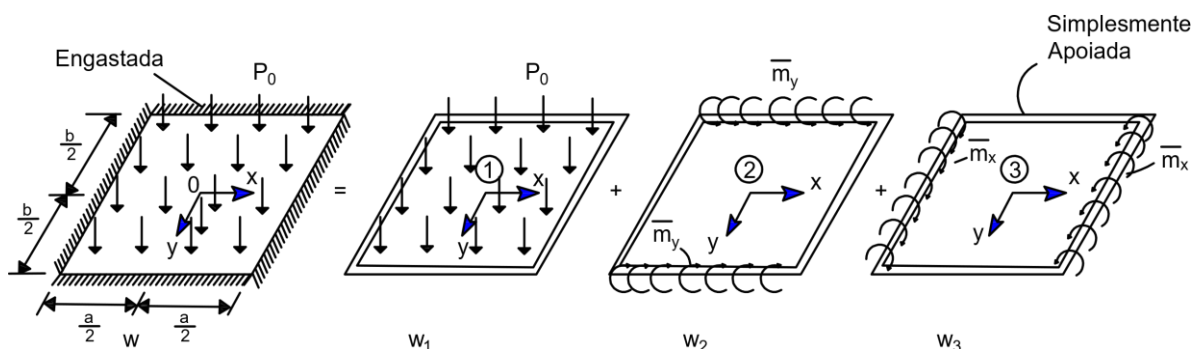 Simplesmente
Apoiada
Engastada
P0
P0
m̅y
b/2
b/2
0
x
y
=
1
x
y
+
m̅y
2
x
y
+
m̅x
3
m̅x
x
y
a/2
a/2
w
w1
w2
w3